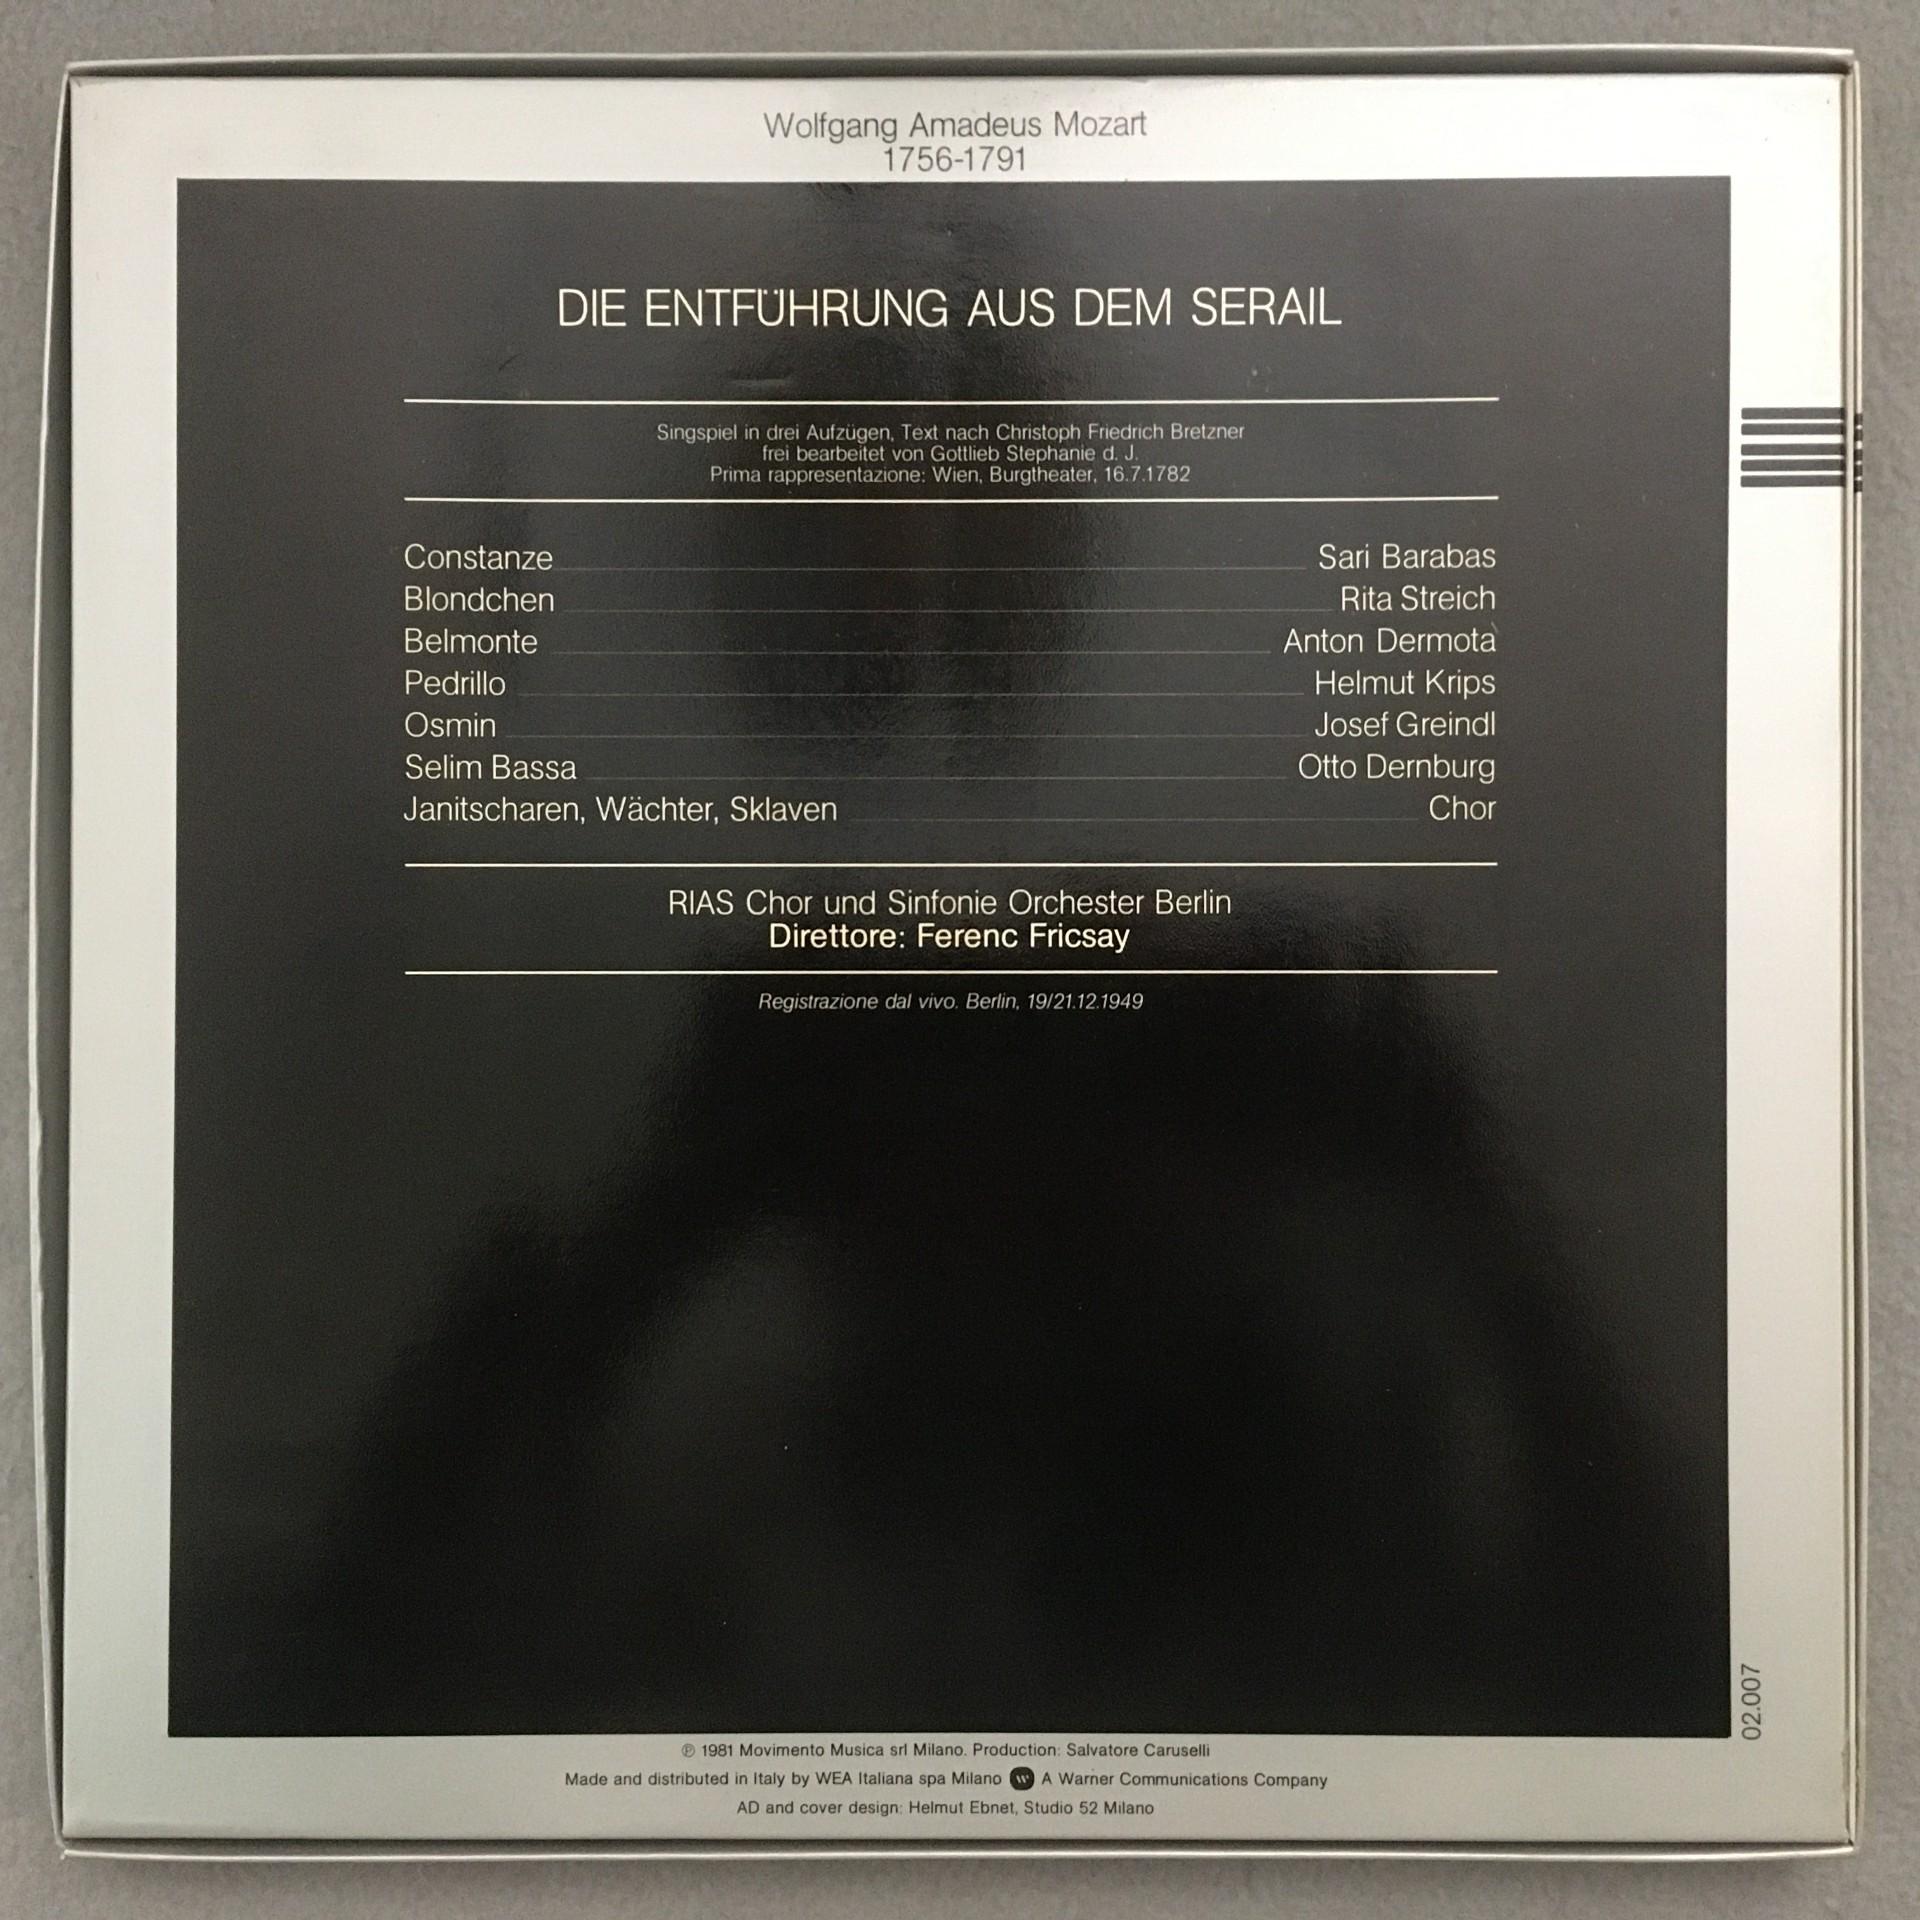 Wolfgang Amadeus Mozart
1756-1791
DIE ENTFÜHRUNG AUS DEM SERAIL
Singspiel in drei Aufzügen, Text nach Christoph Friedrich Bretzner
frei bearbeitet von Gottlieb Stephanie d. J.
Prima rappresentazione: Wien, Burgtheater, 16.7.1782
Constanze Sari Barabas
Blondchen Rita Streich
Belmonte Anton Dermota
Pedrillo Helmut Krips
Osmin Josef Greindl
Selim Bassa Otto Dernburg
Janitscharen, Wächter, Sklaven Chor
RIAS Chor und Sinfonie Orchester Berlin
Direttore: Ferenc Fricsay
Registrazione dal vivo. Berlin, 19/21.12.1949
02.007
℗ 1981 Movimento Musica srl Milano. Production: Salvatore Caruselli
Made and distributed in Italy by WEA Italiana spa Milano W A Warner Communications Company
AD and cover design: Helmut Ebnet, Studio 52 Milano